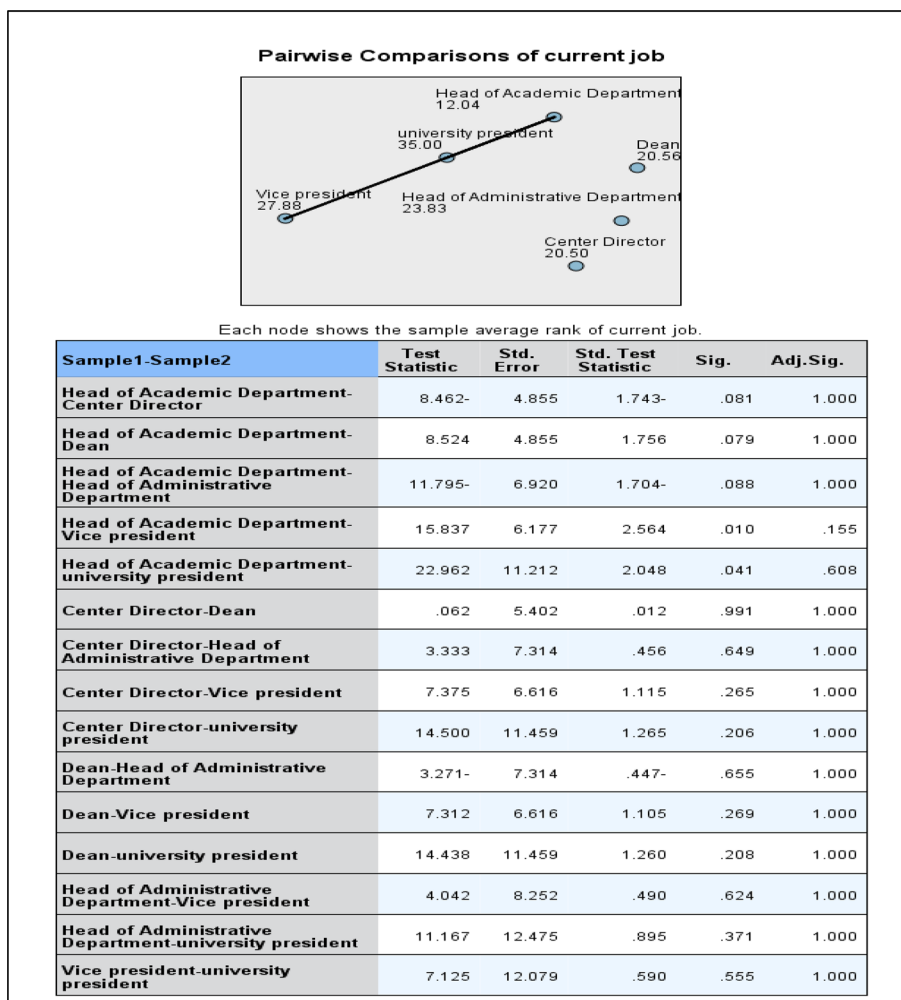 Pairwise Comparisons of current job
Head of Academic Department
12.04
university president
35.00
Dean
20.56
Vice president
27.88
Head of Administrative Department
23.83
Center Director
20.50
Each node shows the sample average rank of current job.
Sample1-Sample2 Test Statistic Std. Error Std. Test Statistic Sig. Adj.Sig.
Head of Academic Department-
Center Director 8.462- 4.855 1.743- .081 1.000
Head of Academic Department-
Dean 8.524 4.855 1.756 .079 1.000
Head of Academic Department-
Head of Administrative
Department 11.795- 6.920 1.704- .088 1.000
Head of Academic Department-
Vice president 15.837 6.177 2.564 .010 .155
Head of Academic Department-
university president 22.962 11.212 2.048 .041 .608
Center Director-Dean .062 5.402 .012 .991 1.000
Center Director-Head of
Administrative Department 3.333 7.314 .456 .649 1.000
Center Director-Vice president 7.375 6.616 1.115 .265 1.000
Center Director-university
president 14.500 11.459 1.265 .206 1.000
Dean-Head of Administrative
Department 3.271- 7.314 .447- .655 1.000
Dean-Vice president 7.312 6.616 1.105 .269 1.000
Dean-university president 14.438 11.459 1.260 .208 1.000
Head of Administrative
Department-Vice president 4.042 8.252 .490 .624 1.000
Head of Administrative
Department-university president 11.167 12.475 .895 .371 1.000
Vice president-university
president 7.125 12.079 .590 .555 1.000